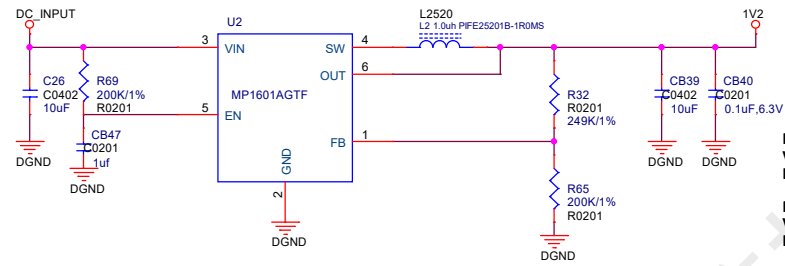 DC_INPUT
U2
L2520
L2 1.0uh PIFE25201B-1R0MS
1V2
3
VIN
SW
4
OUT
6
C26
C0402
10uF
R69
200K/1%
R0201
MP1601AGTF
5
EN
FB
1
GND
2
CB47
C0201
1uf
R32
R0201
249K/1%
R65
200K/1%
R0201
CB39
C0402
10uF
CB40
C0201
0.1uF,6.3V
DGND
DGND
DGND
DGND
DGND
DGND